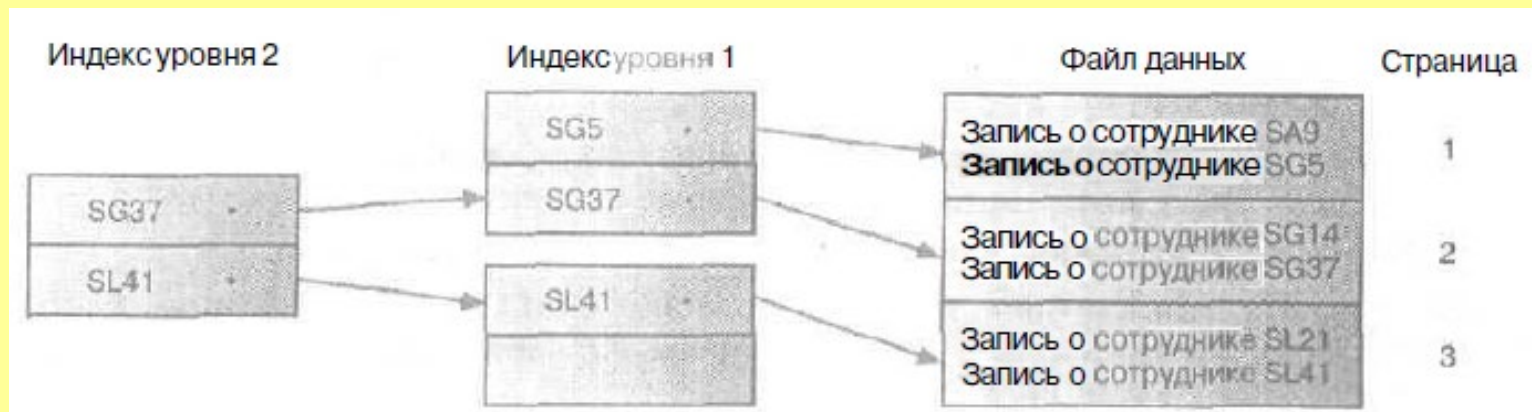 Индекс уровня 2
Индекс уровня 1
Файл данных
Страница
SG37
SL41
SG5
SG37
SL41
Запись о сотруднике SA9
Запись о сотруднике SG5
1
Запись о сотруднике SG14
Запись о сотруднике SG37
2
Запись о сотруднике SL21
Запись о сотруднике SL41
3